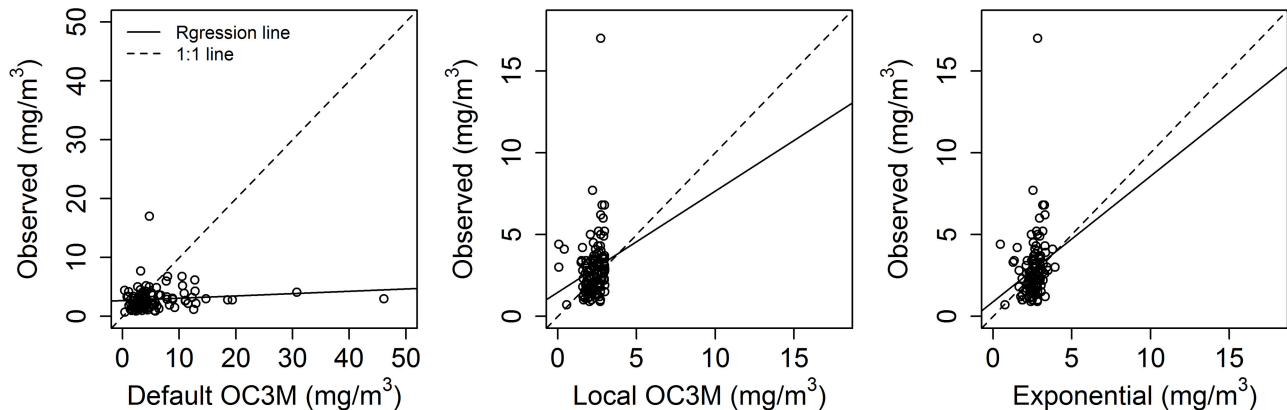 Observed (mg/m³)
50
40
30
20
10
0
Rgression line
1:1 line
0 10 20 30 40 50
Default OC3M (mg/m³)
Observed (mg/m³)
15
10
5
0
0 5 10 15
Local OC3M (mg/m³)
Observed (mg/m³)
15
10
5
0
0 5 10 15
Exponential (mg/m³)